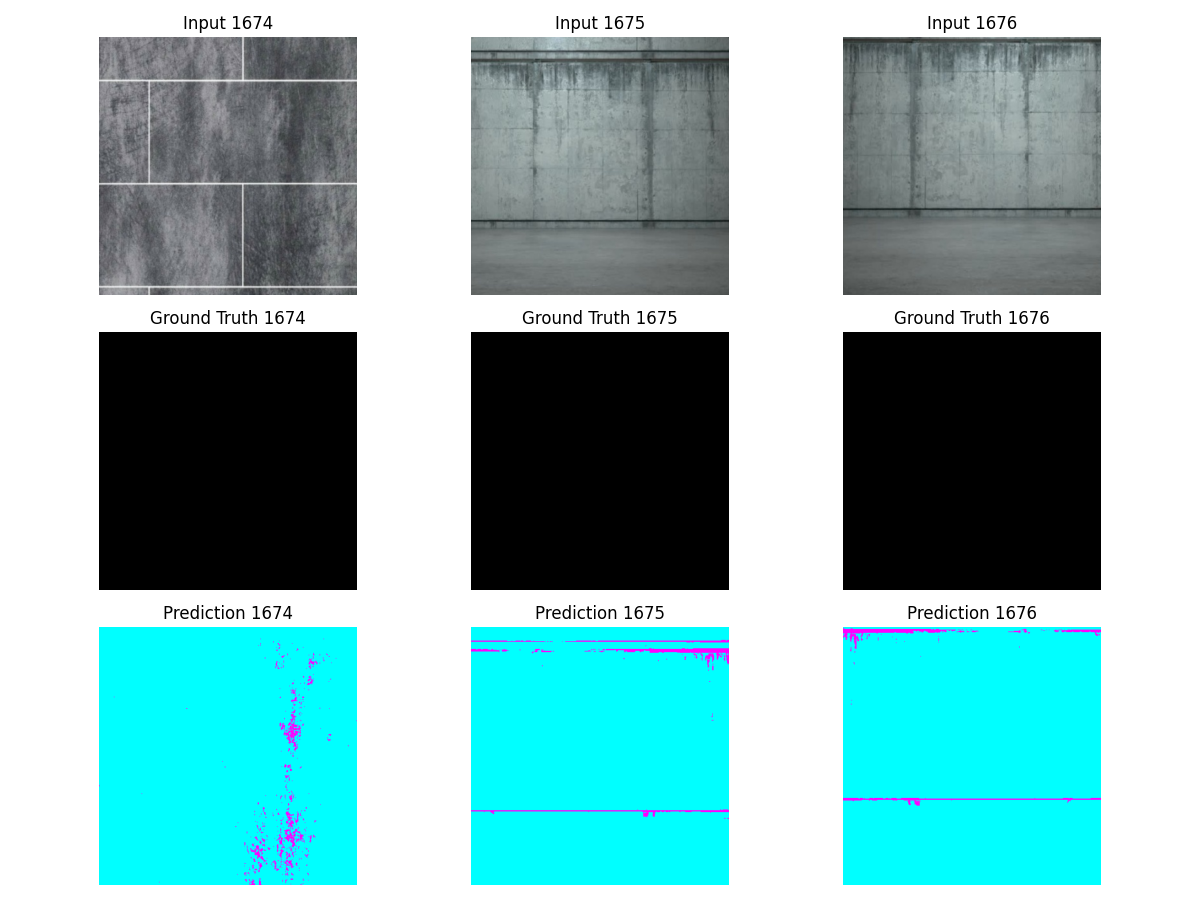 Input 1674
Input 1675
Input 1676
Ground Truth 1674
Ground Truth 1675
Ground Truth 1676
Prediction 1674
Prediction 1675
Prediction 1676